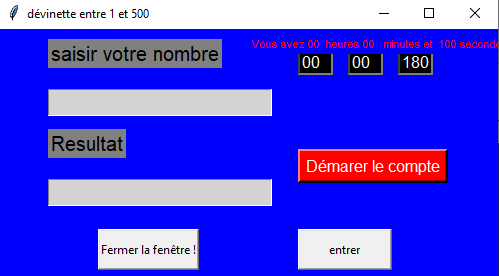 dévinette entre 1 et 500
Vous avez 00 heures 00 minutes et 100 seconde
saisir votre nombre
00 00 180
Resultat
Démarer le compte
Fermer la fenêtre !
entrer